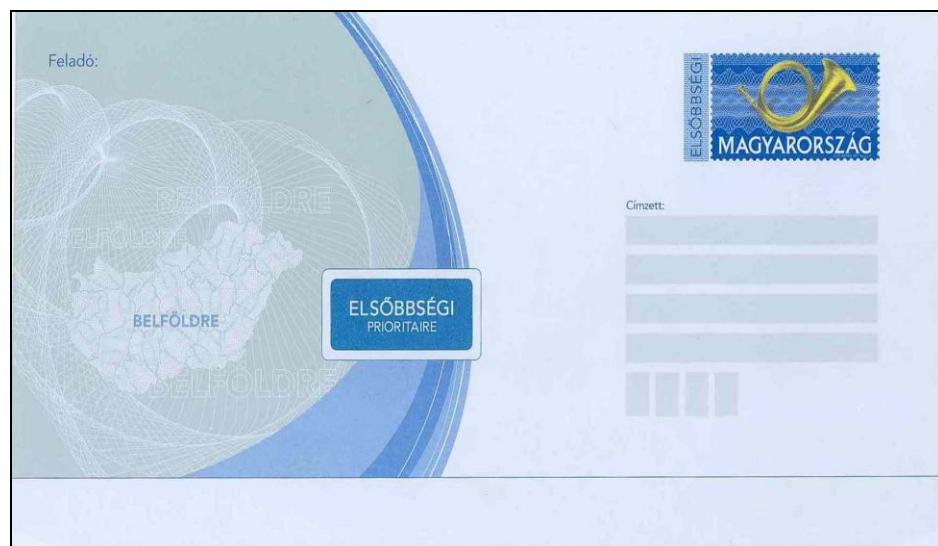 Feladó:
ELSŐBBSÉGI
MAGYARORSZÁG
Címzett:
BELFÖLDRE
BELFÖLDRE
BELFÖLDRE
ELSŐBBSÉGI
PRIORITAIRE
BELFÖLDRE